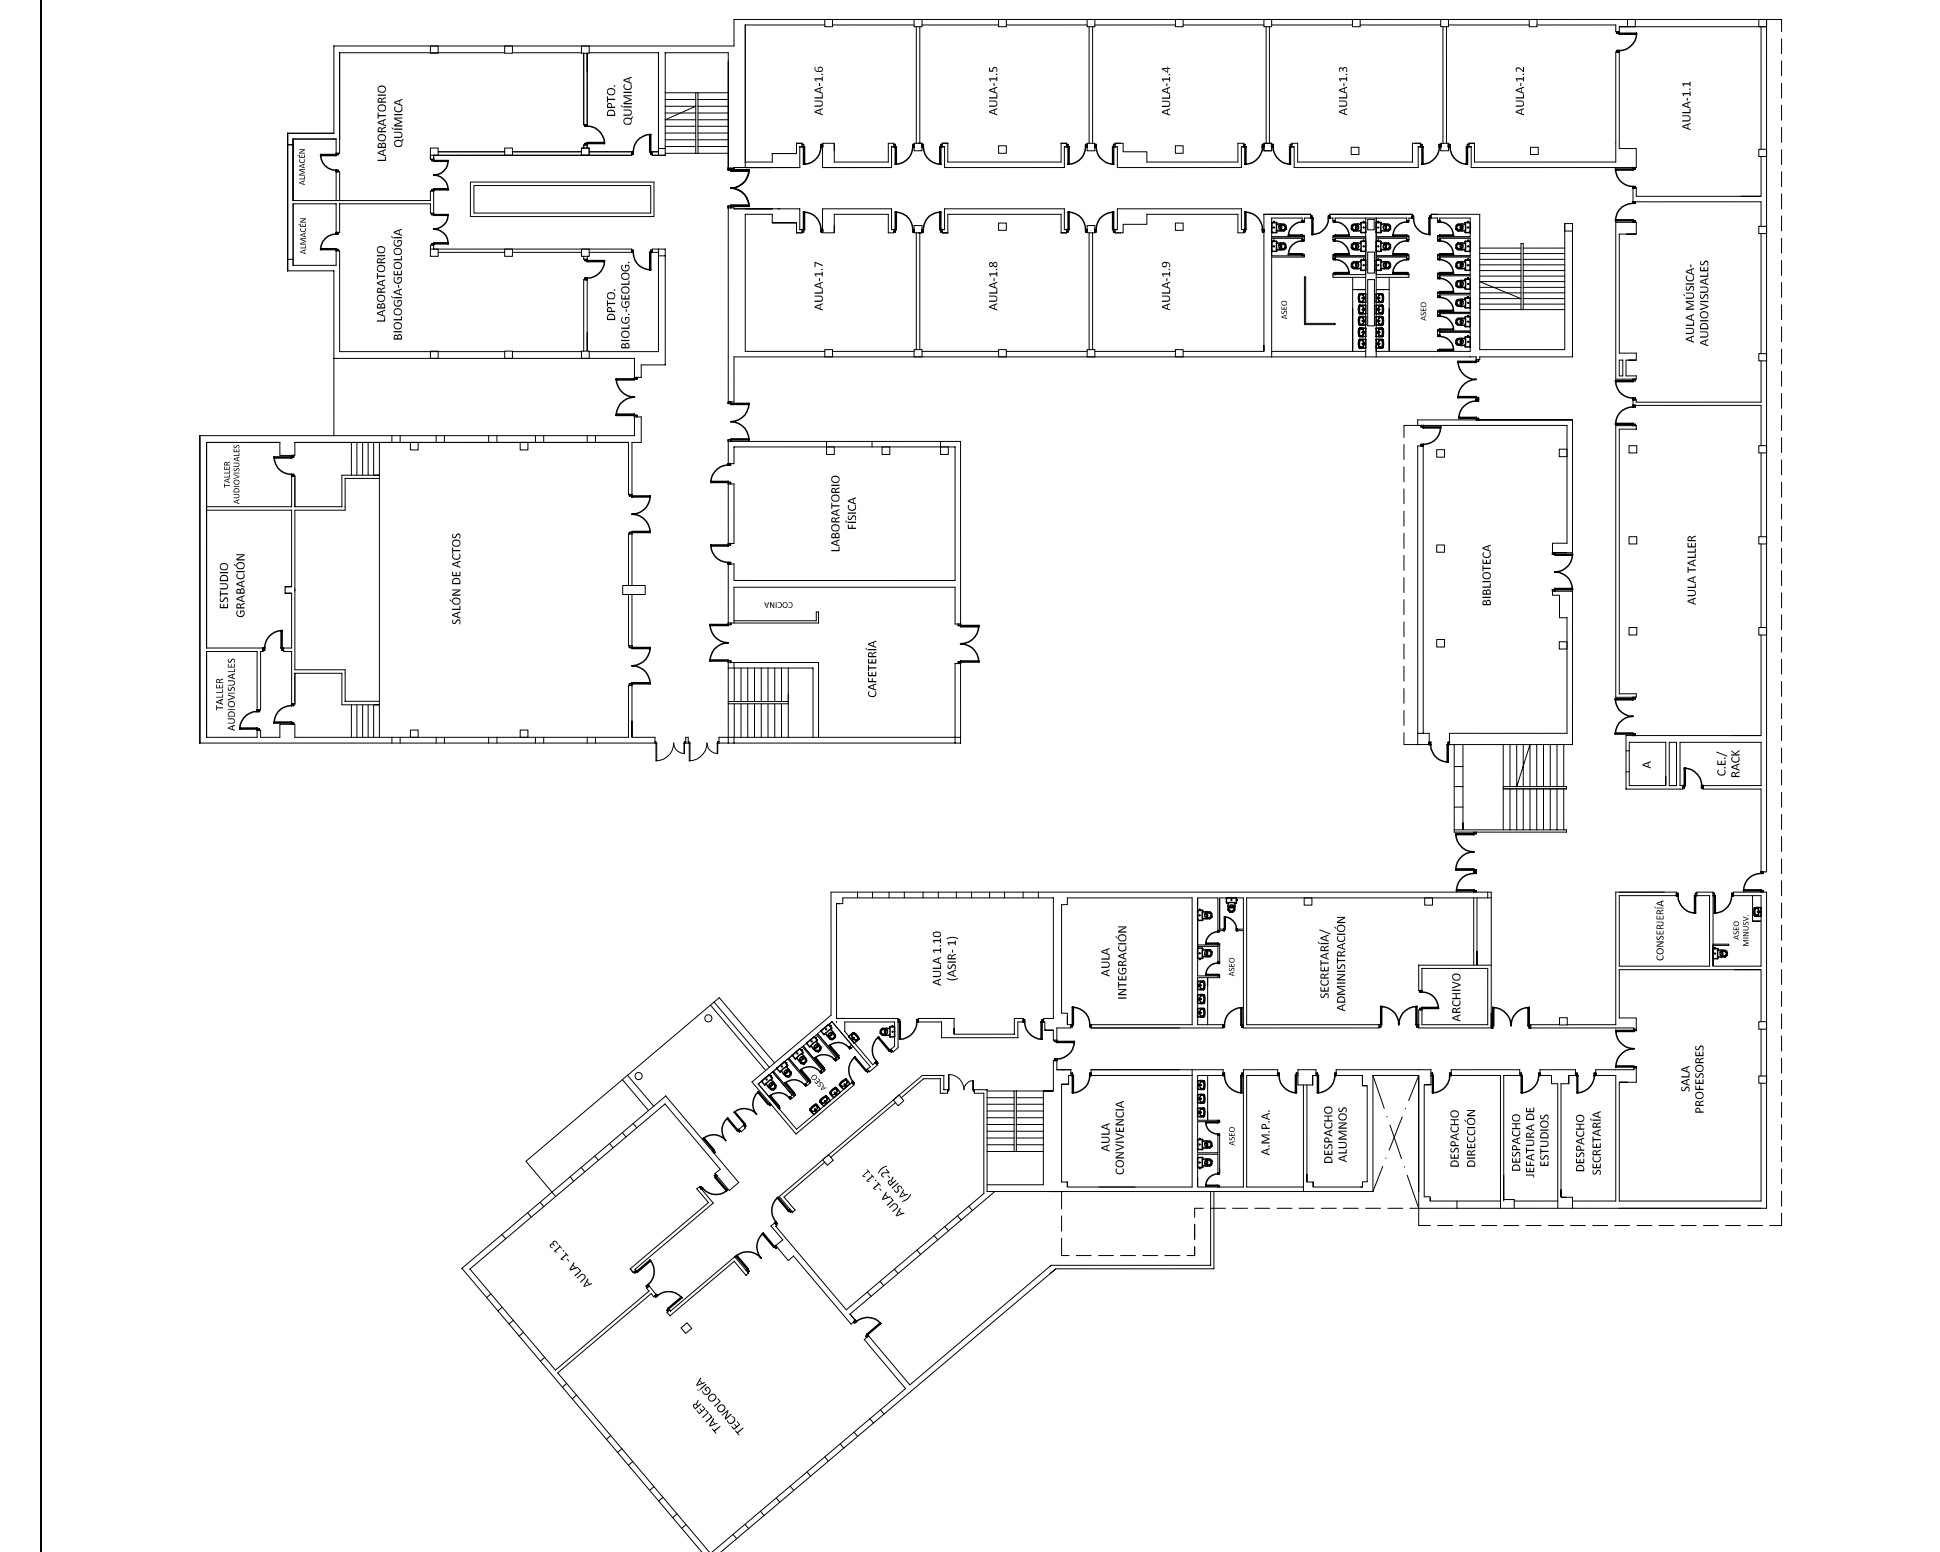 AULA-1.6
AULA-1.5
AULA-1.4
AULA-1.3
AULA-1.2
AULA-1.1
LABORATORIO
QUÍMICA
DPTO.
QUÍMICA
ALMACÉN
ALMACÉN
LABORATORIO
BIOLOGÍA-GEOLOGÍA
DPTO.
BIOLG.-GEOLOG.
AULA-1.7
AULA-1.8
AULA-1.9
ASEO
ASEO
AULA MÚSICA-
AUDIOVISUALES
TALLER
AUDIOVISUALES
ESTUDIO
GRABACIÓN
TALLER
AUDIOVISUALES
SALÓN DE ACTOS
LABORATORIO
FÍSICA
COCINA
CAFETERÍA
BIBLIOTECA
AULA TALLER
A
C.E./
RACK
AULA 1.10
(ASIR- 1)
AULA
INTEGRACIÓN
ASEO
SECRETARÍA/
ADMINISTRACIÓN
ARCHIVO
CONSERJERÍA
ASEO
MINUSV.
SALA
PROFESORES
ASEO
AULA -1.11
(ASIR-2)
AULA
CONVIVENCIA
ASEO
A.M.P.A.
DESPACHO
ALUMNOS
DESPACHO
DIRECCIÓN
DESPACHO
JEFATURA DE
ESTUDIOS
DESPACHO
SECRETARÍA
AULA -1.13
TALLER
TECNOLOGÍA